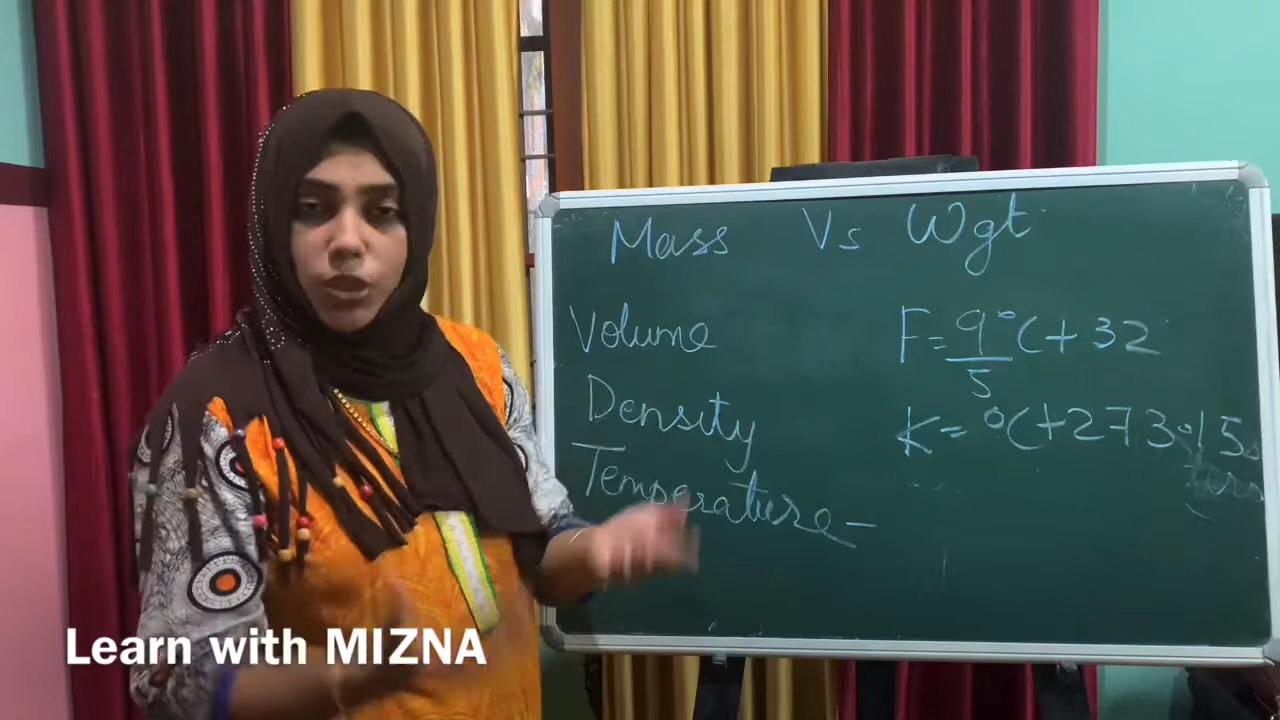 Mass Vs Wgt
Volume
Density
Temperature-
F = 9/5 °C + 32
K = °C + 273.15
Learn with MIZNA